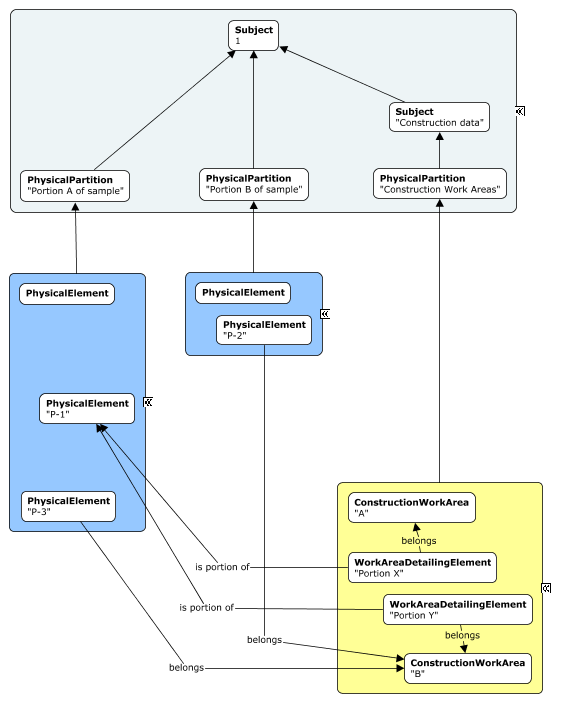 Subject
1
Subject
"Construction data"
PhysicalPartition
"Portion A of sample"
PhysicalPartition
"Portion B of sample"
PhysicalPartition
"Construction Work Areas"
PhysicalElement
PhysicalElement
PhysicalElement
"P-2"
PhysicalElement
"P-1"
PhysicalElement
"P-3"
ConstructionWorkArea
"A"
belongs
WorkAreaDetailingElement
"Portion X"
is portion of
WorkAreaDetailingElement
"Portion Y"
is portion of
belongs
belongs
ConstructionWorkArea
"B"
belongs